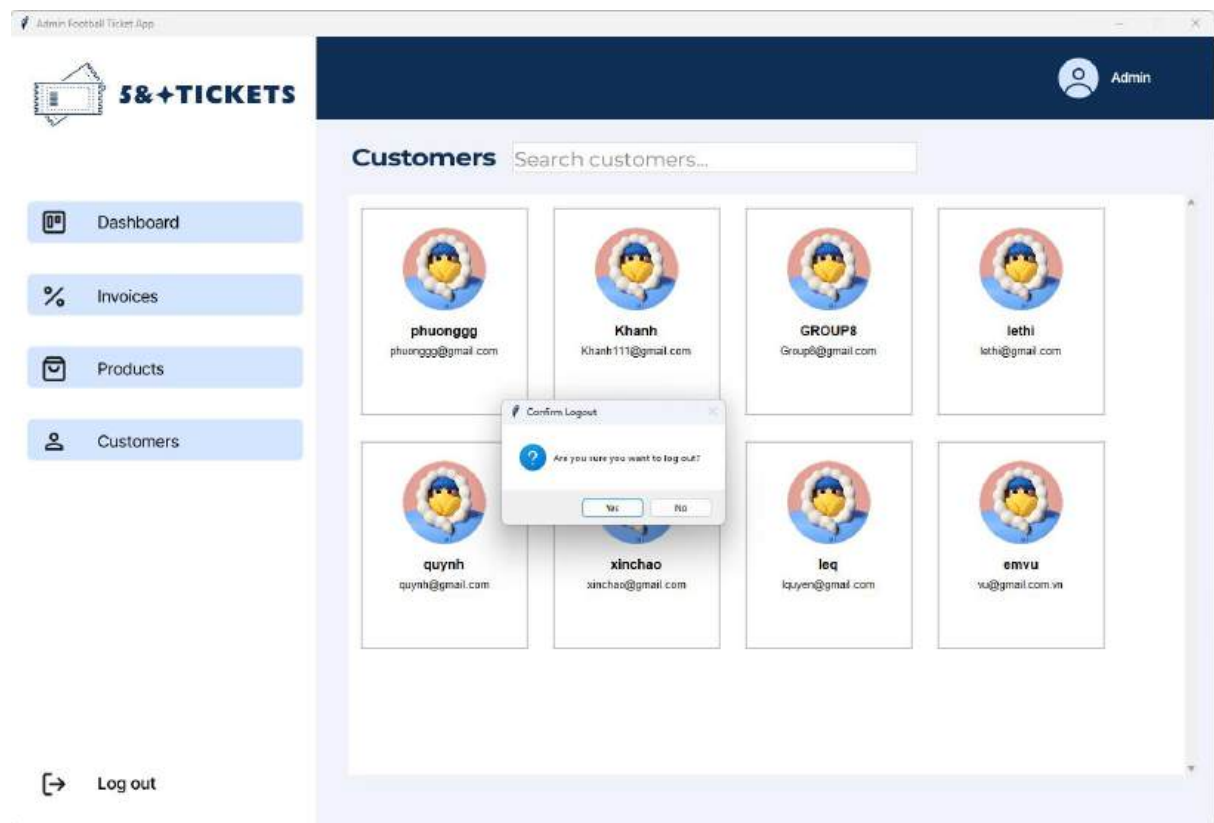 Admin Football Ticket App
5&+TICKETS
Admin
Customers
Search customers...
Dashboard
Invoices
Products
Customers
Log out
phuonggg
phuonggg@gmail.com
Khanh
Khanh111@gmail.com
GROUP8
Group8@gmail.com
lethi
lethi@gmail.com
Confirm Logout
Are you sure you want to log out?
Yes
No
quynh
quynh@gmail.com
xinchao
xinchao@gmail.com
leq
lquyen@gmail.com
emvu
vu@gmail.com.vn